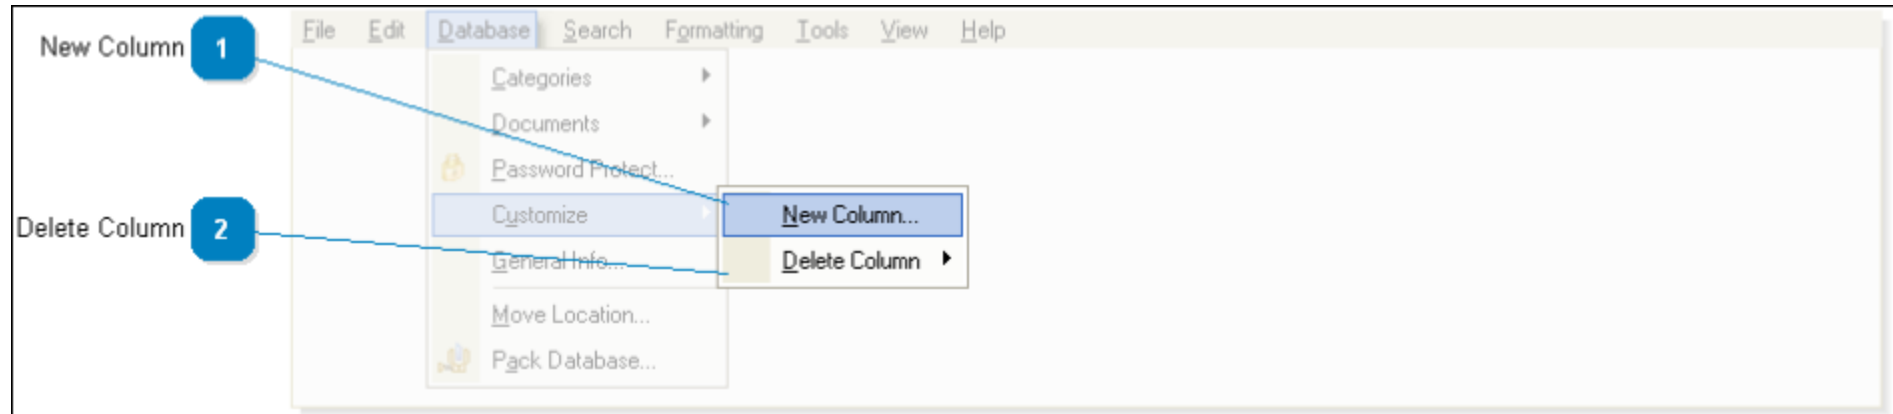 New Column 1
File Edit Database Search Formatting Tools View Help
Categories
Documents
Password Protect...
Customize
New Column...
Delete Column 2
General Info...
Delete Column
Move Location...
Pack Database...